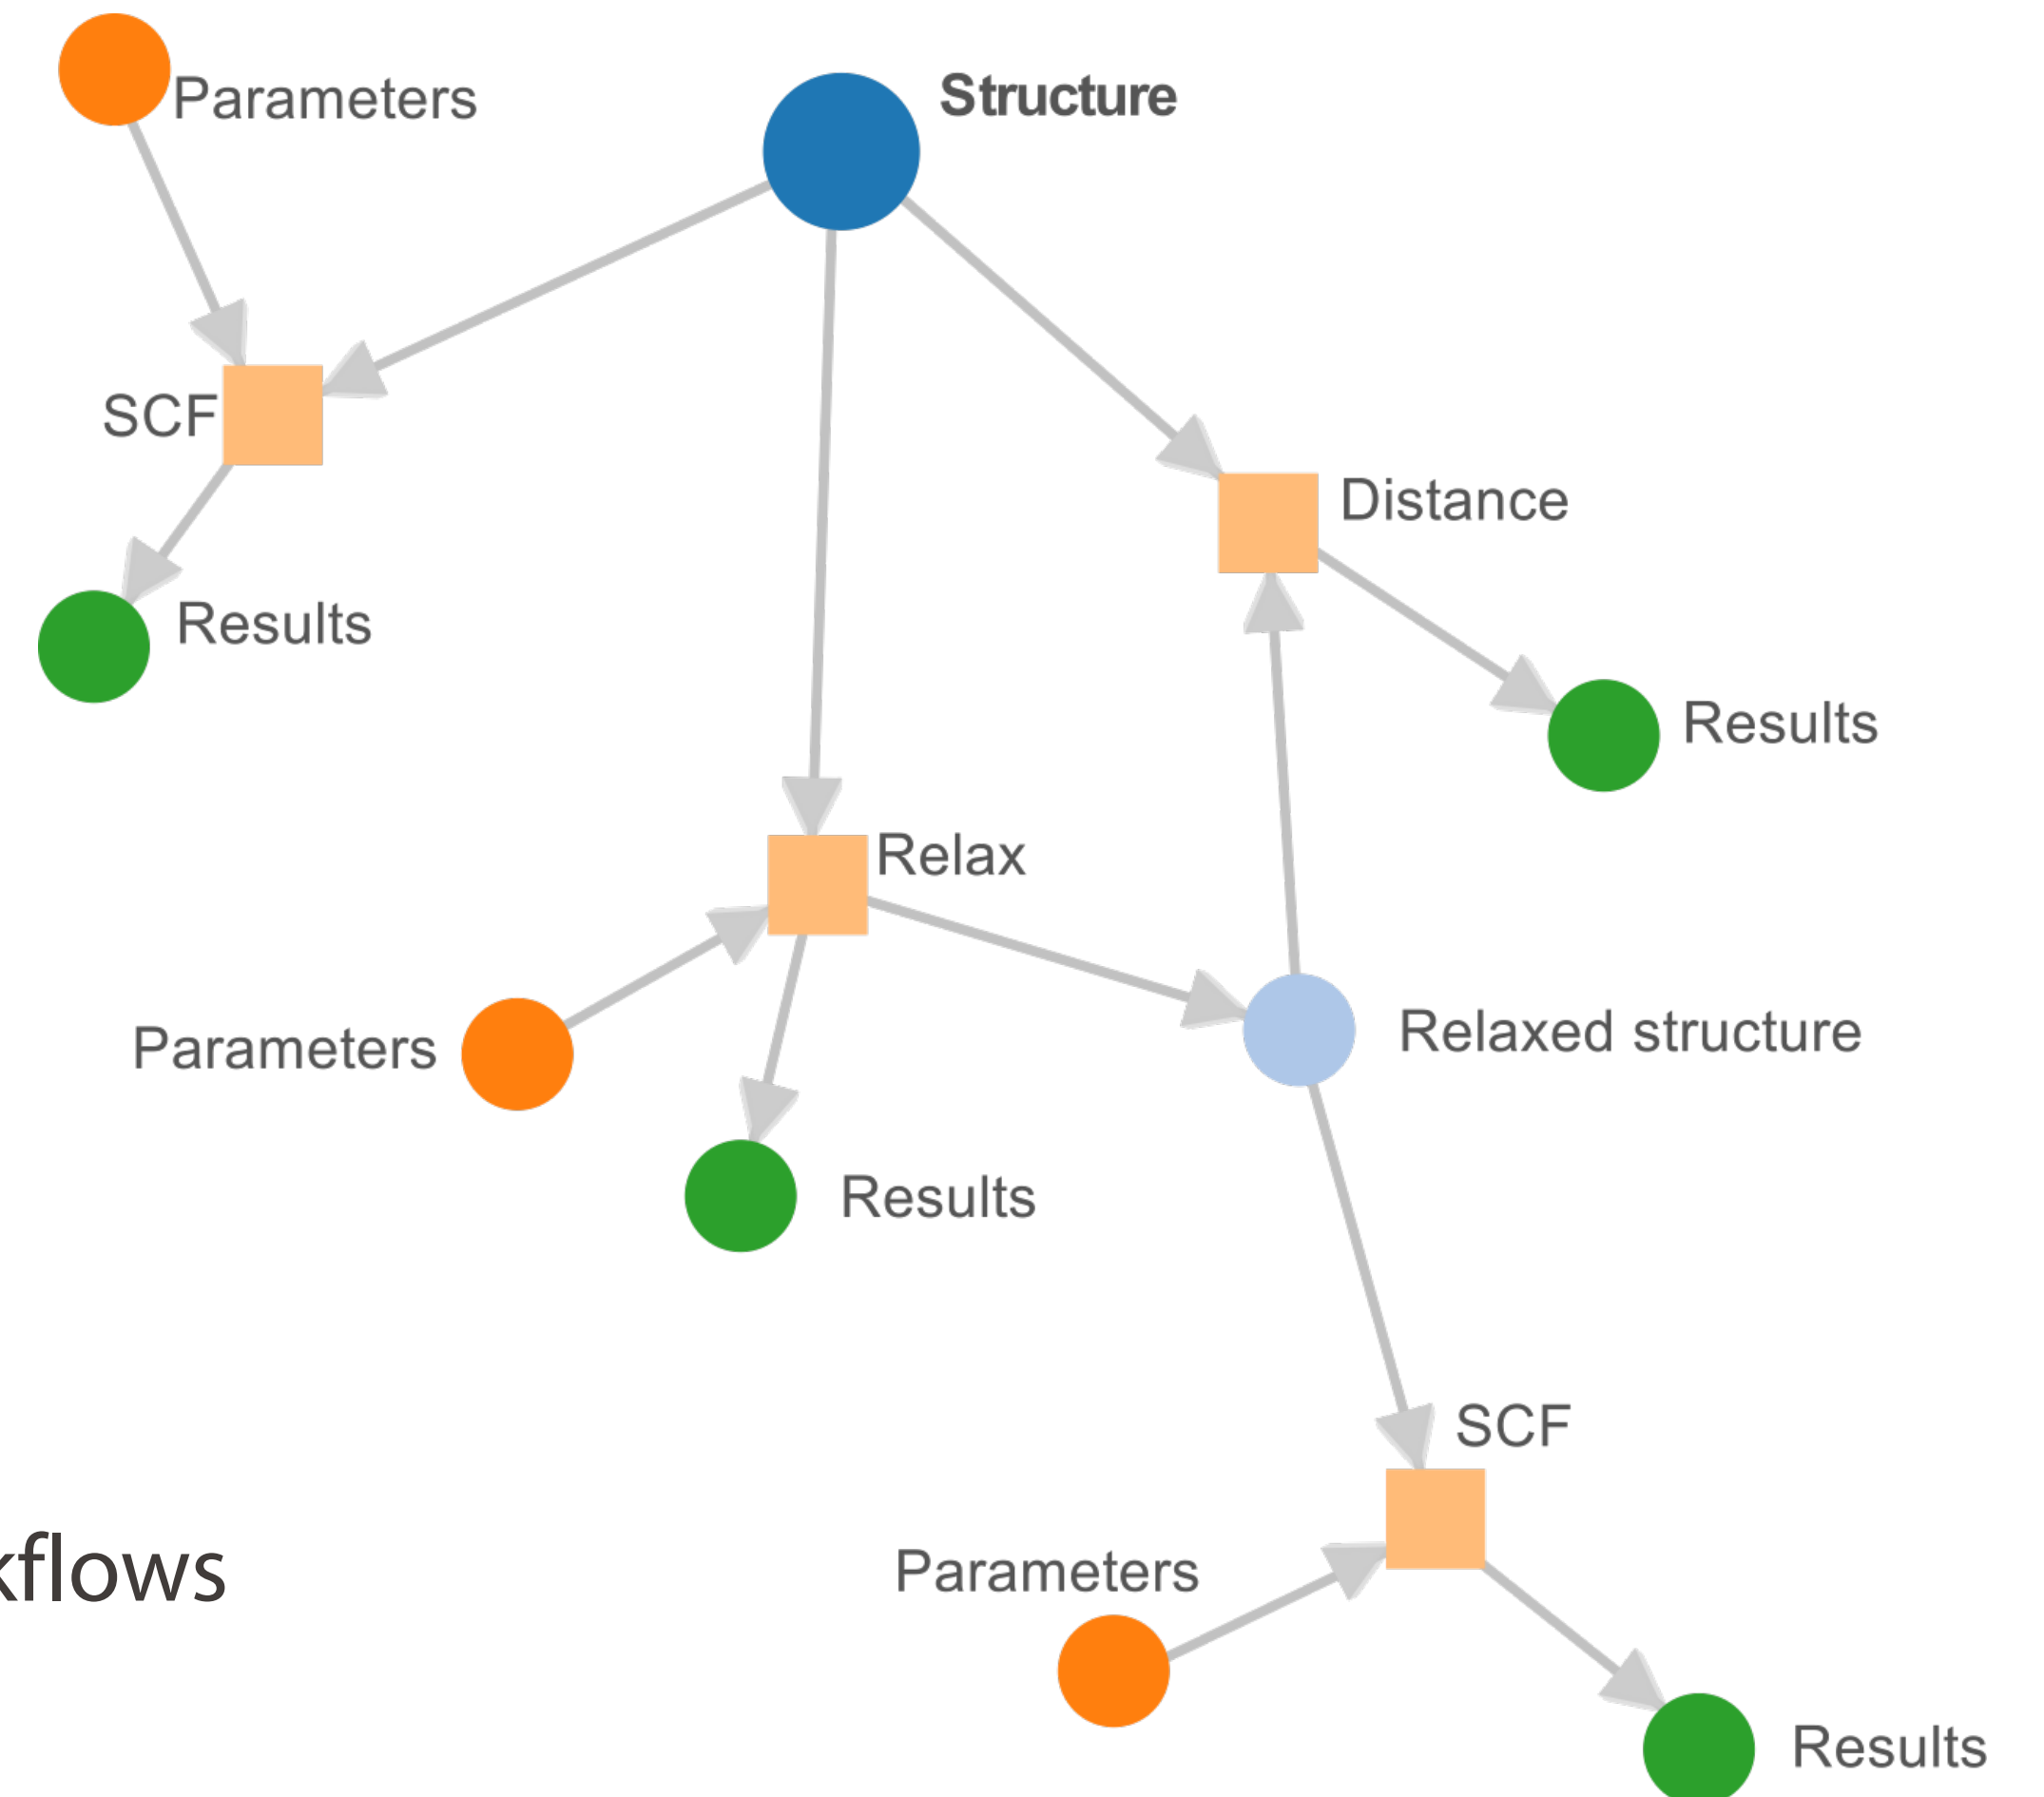 Parameters
Structure
SCF
Distance
Results
Results
Relax
Relaxed structure
Parameters
Results
SCF
kflows
Parameters
Results